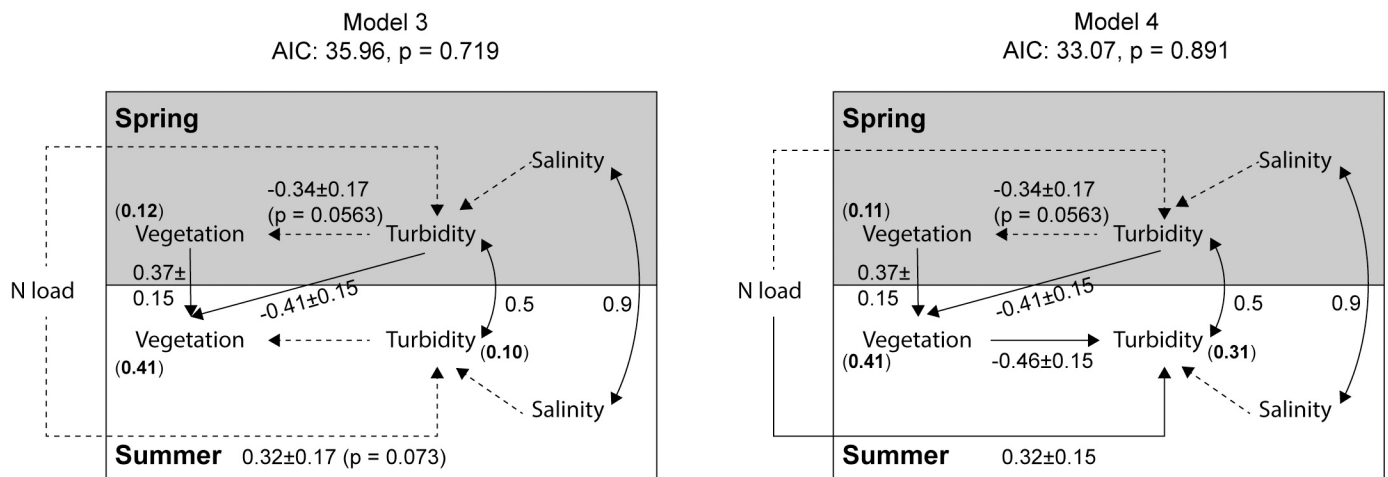 Model 3
AIC: 35.96, p = 0.719
Spring
Salinity
-0.34±0.17
(p = 0.0563)
(0.12)
Vegetation
Turbidity
N load
0.37±
0.15
-0.41±0.15
0.5
0.9
Vegetation
Turbidity
(0.10)
(0.41)
Salinity
Summer
0.32±0.17 (p = 0.073)
Model 4
AIC: 33.07, p = 0.891
Spring
Salinity
-0.34±0.17
(p = 0.0563)
(0.11)
Vegetation
Turbidity
N load
0.37±
0.15
-0.41±0.15
0.5
0.9
Vegetation
Turbidity
(0.31)
(0.41)
-0.46±0.15
Salinity
Summer
0.32±0.15